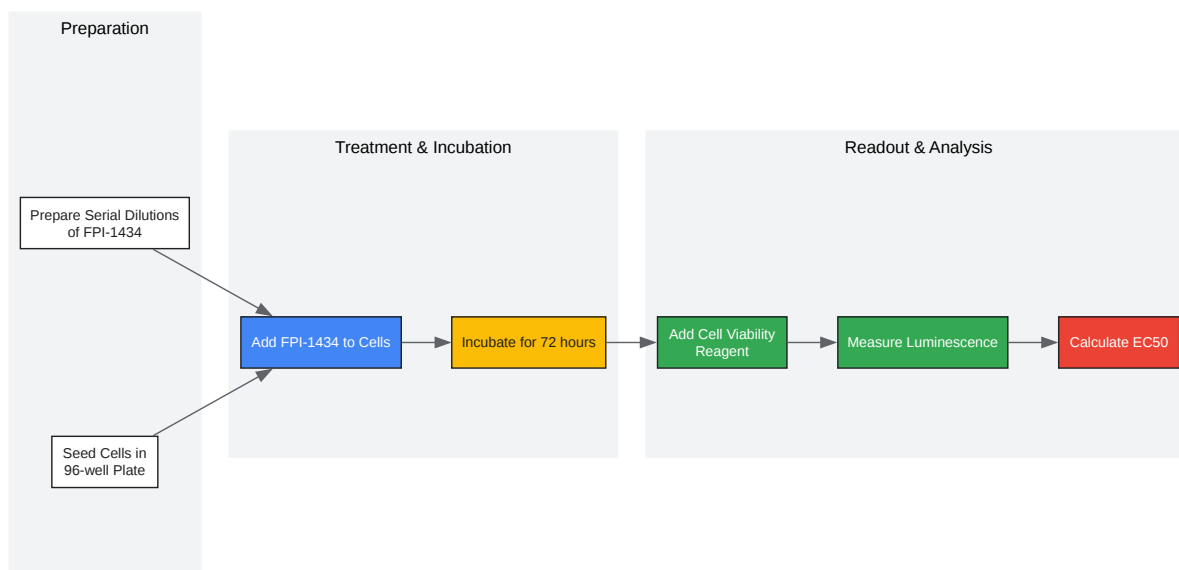 Preparation
Prepare Serial Dilutions
of FPI-1434
Seed Cells in
96-well Plate
Treatment & Incubation
Add FPI-1434 to Cells
Incubate for 72 hours
Readout & Analysis
Add Cell Viability
Reagent
Measure Luminescence
Calculate EC50